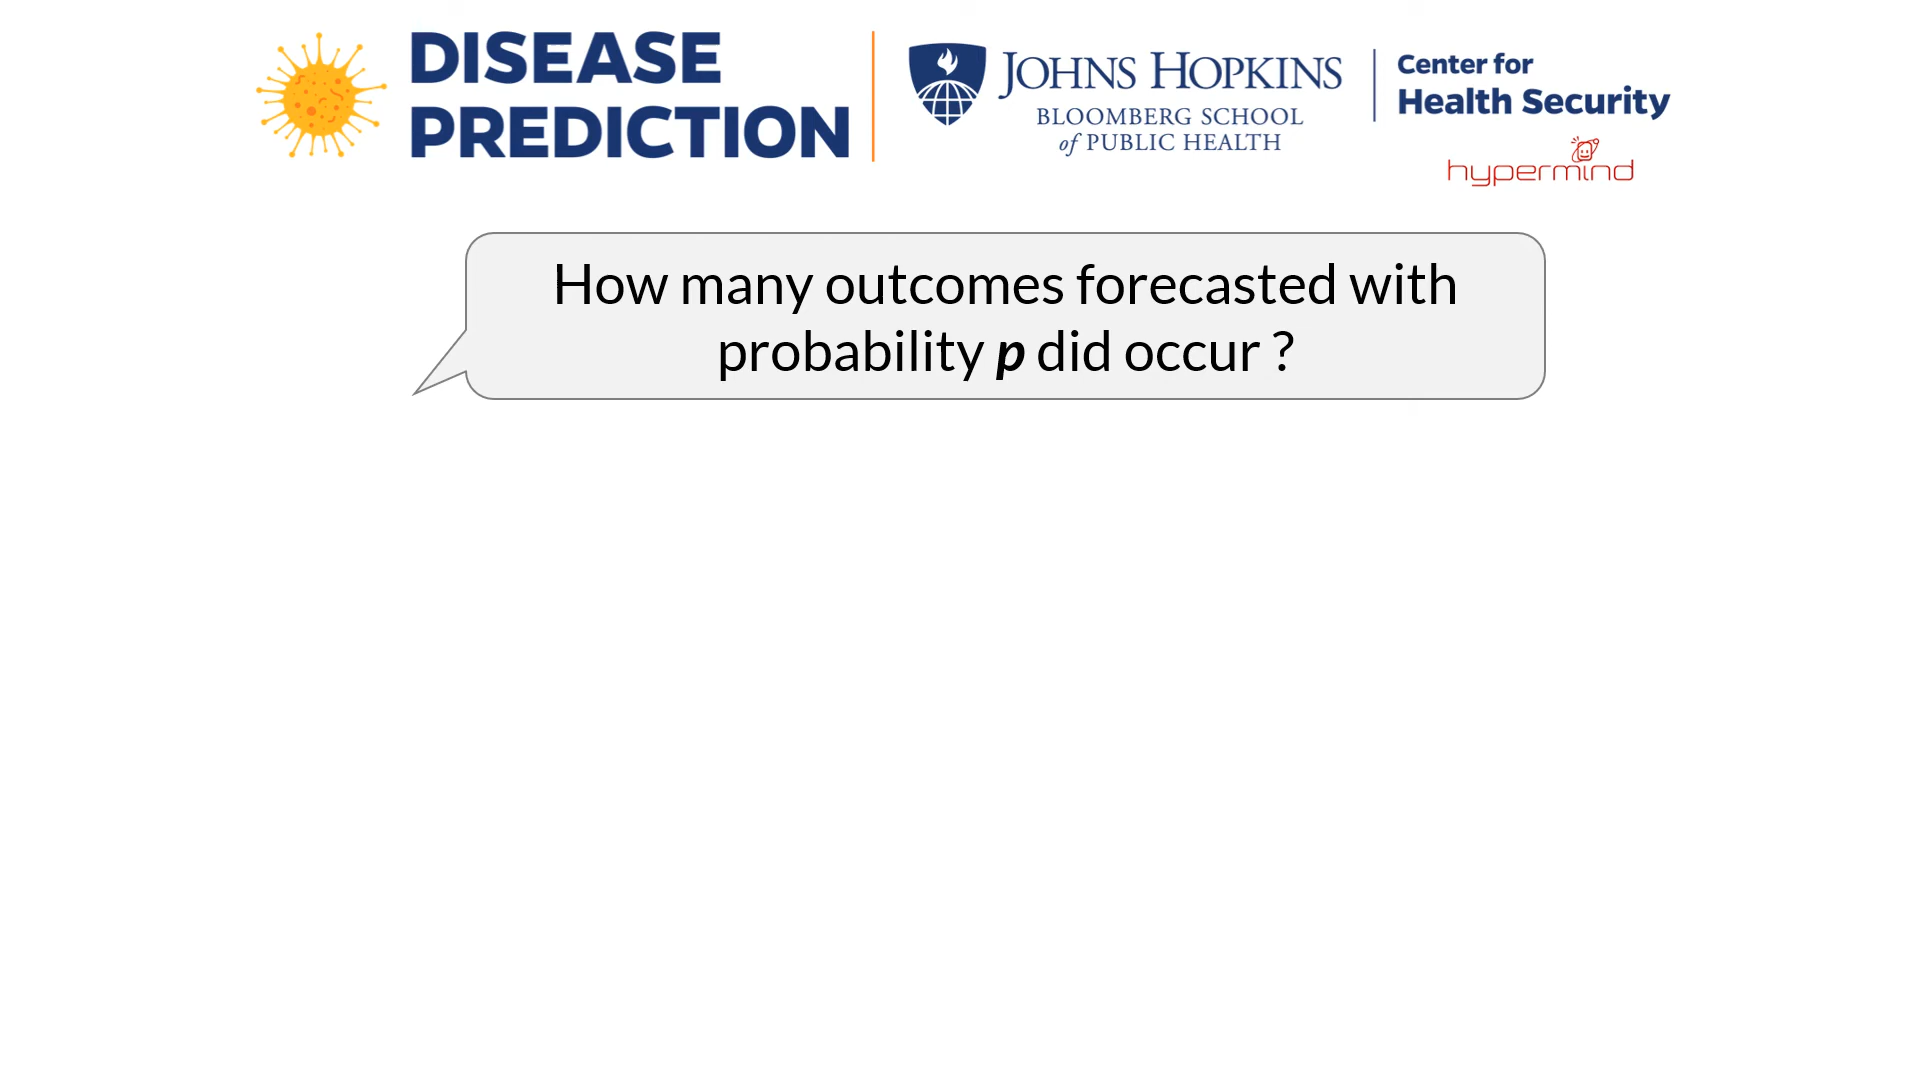 DISEASE
PREDICTION
JOHNS HOPKINS
BLOOMBERG SCHOOL
of PUBLIC HEALTH
Center for
Health Security
hypermind
How many outcomes forecasted with
probability p did occur ?